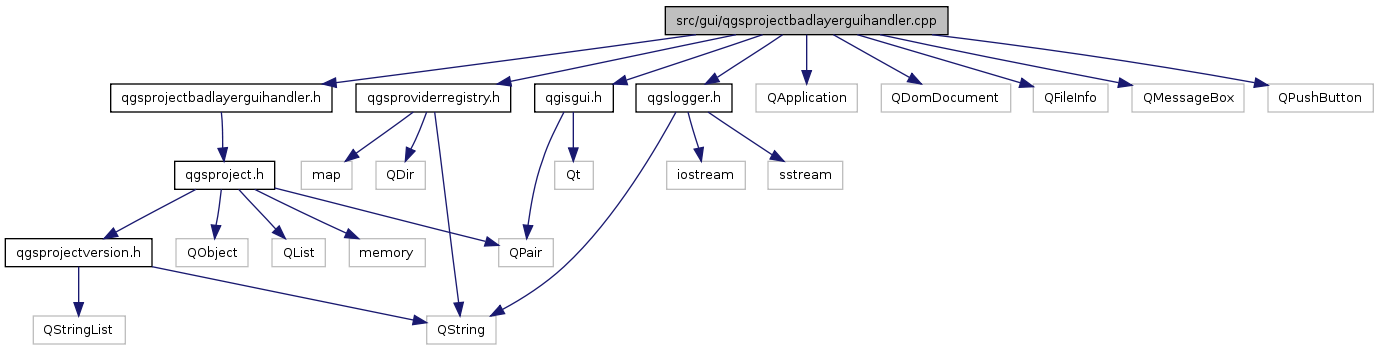 src/gui/qgsprojectbadlayerguihandler.cpp
qgsprojectbadlayerguihandler.h
qgsproviderregistry.h
qgisgui.h
qgslogger.h
QApplication
QDomDocument
QFileInfo
QMessageBox
QPushButton
qgsproject.h
map
QDir
Qt
iostream
sstream
qgsprojectversion.h
QObject
QList
memory
QPair
QStringList
QString